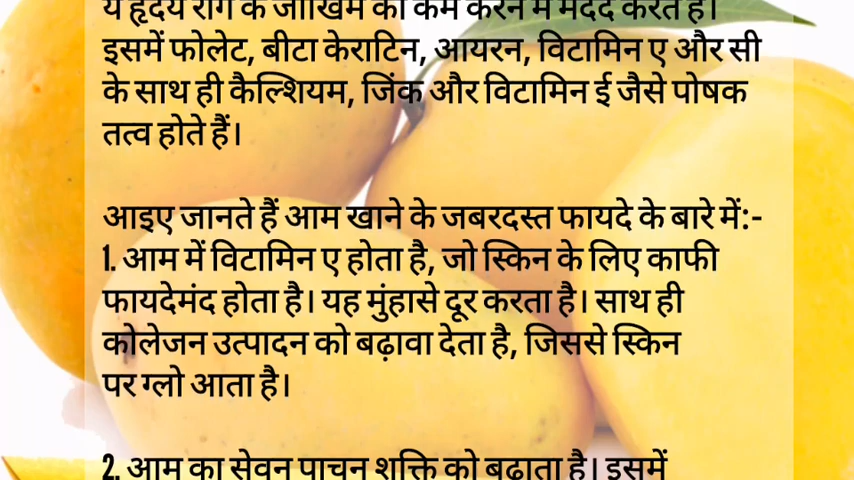 ये हृदय रोग के जोखिम को कम करने में मदद करते हैं।
इसमें फोलेट, बीटा केराटिन, आयरन, विटामिन ए और सी
के साथ ही कैल्शियम, जिंक और विटामिन ई जैसे पोषक
तत्व होते हैं।
आइए जानते हैं आम खाने के जबरदस्त फायदे के बारे में:-
1. आम में विटामिन ए होता है, जो स्किन के लिए काफी
फायदेमंद होता है। यह मुंहासे दूर करता है। साथ ही
कोलेजन उत्पादन को बढ़ावा देता है, जिससे स्किन
पर ग्लो आता है।
2. आम का सेवन पाचन शक्ति को बढ़ाता है। इसमें